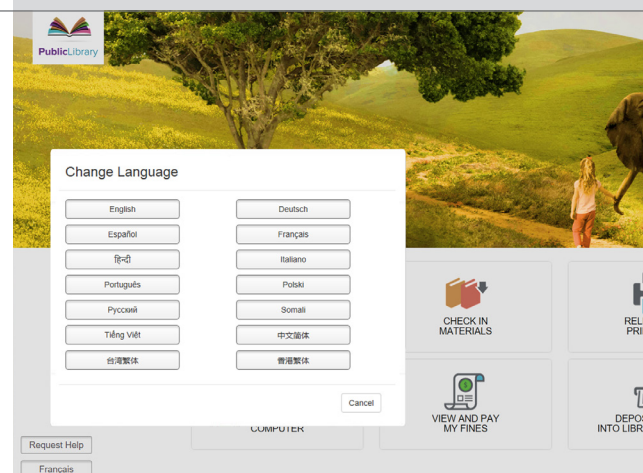 PublicLibrary
Change Language
English
Deutsch
Español
Français
हिन्दी
Italiano
Português
Polski
Русский
Somali
Tiếng Việt
中文简体
台湾繁体
香港繁体
Cancel
CHECK IN
MATERIALS
COMPUTER
VIEW AND PAY
MY FINES
Request Help
Français